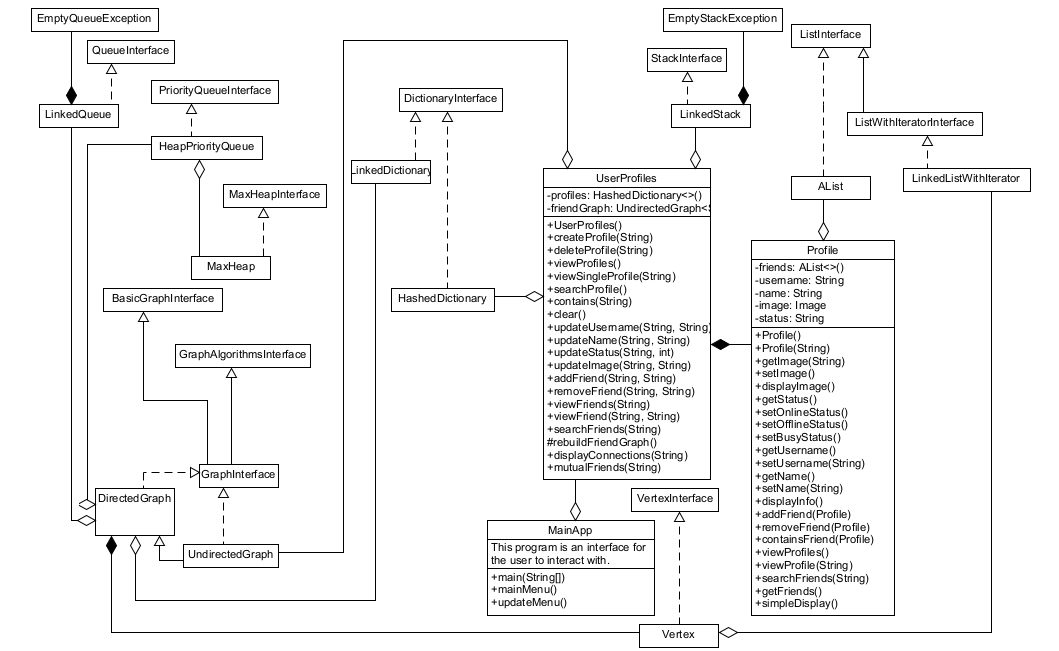 EmptyQueueException
QueueInterface
LinkedQueue
PriorityQueueInterface
HeapPriorityQueue
MaxHeapInterface
MaxHeap
BasicGraphInterface
GraphAlgorithmsInterface
GraphInterface
DirectedGraph
UndirectedGraph
DictionaryInterface
LinkedDictionary
HashedDictionary
EmptyStackException
StackInterface
LinkedStack
ListInterface
ListWithIteratorInterface
LinkedListWithIterator
AList
UserProfiles
-profiles: HashedDictionary<>()
-friendGraph: UndirectedGraph<S
+UserProfiles()
+createProfile(String)
+deleteProfile(String)
+viewProfiles()
+viewSingleProfile(String)
+searchProfile()
+contains(String)
+clear()
+updateUsername(String, String)
+updateName(String, String)
+updateStatus(String, int)
+updateImage(String, String)
+addFriend(String, String)
+removeFriend(String, String)
+viewFriends(String)
+viewFriend(String, String)
+searchFriends(String)
#rebuildFriendGraph()
+displayConnections(String)
+mutualFriends(String)
Profile
-friends: AList<>()
-username: String
-name: String
-image: Image
-status: String
+Profile()
+Profile(String)
+getImage(String)
+setImage()
+displayImage()
+getStatus()
+setOnlineStatus()
+setOfflineStatus()
+setBusyStatus()
+getUsername()
+setUsername(String)
+getName()
+setName(String)
+displayInfo()
+addFriend(Profile)
+removeFriend(Profile)
+containsFriend(Profile)
+viewProfiles()
+viewProfile(String)
+searchFriends(String)
+getFriends()
+simpleDisplay()
MainApp
This program is an interface for
the user to interact with.
+main(String[])
+mainMenu()
+updateMenu()
VertexInterface
Vertex